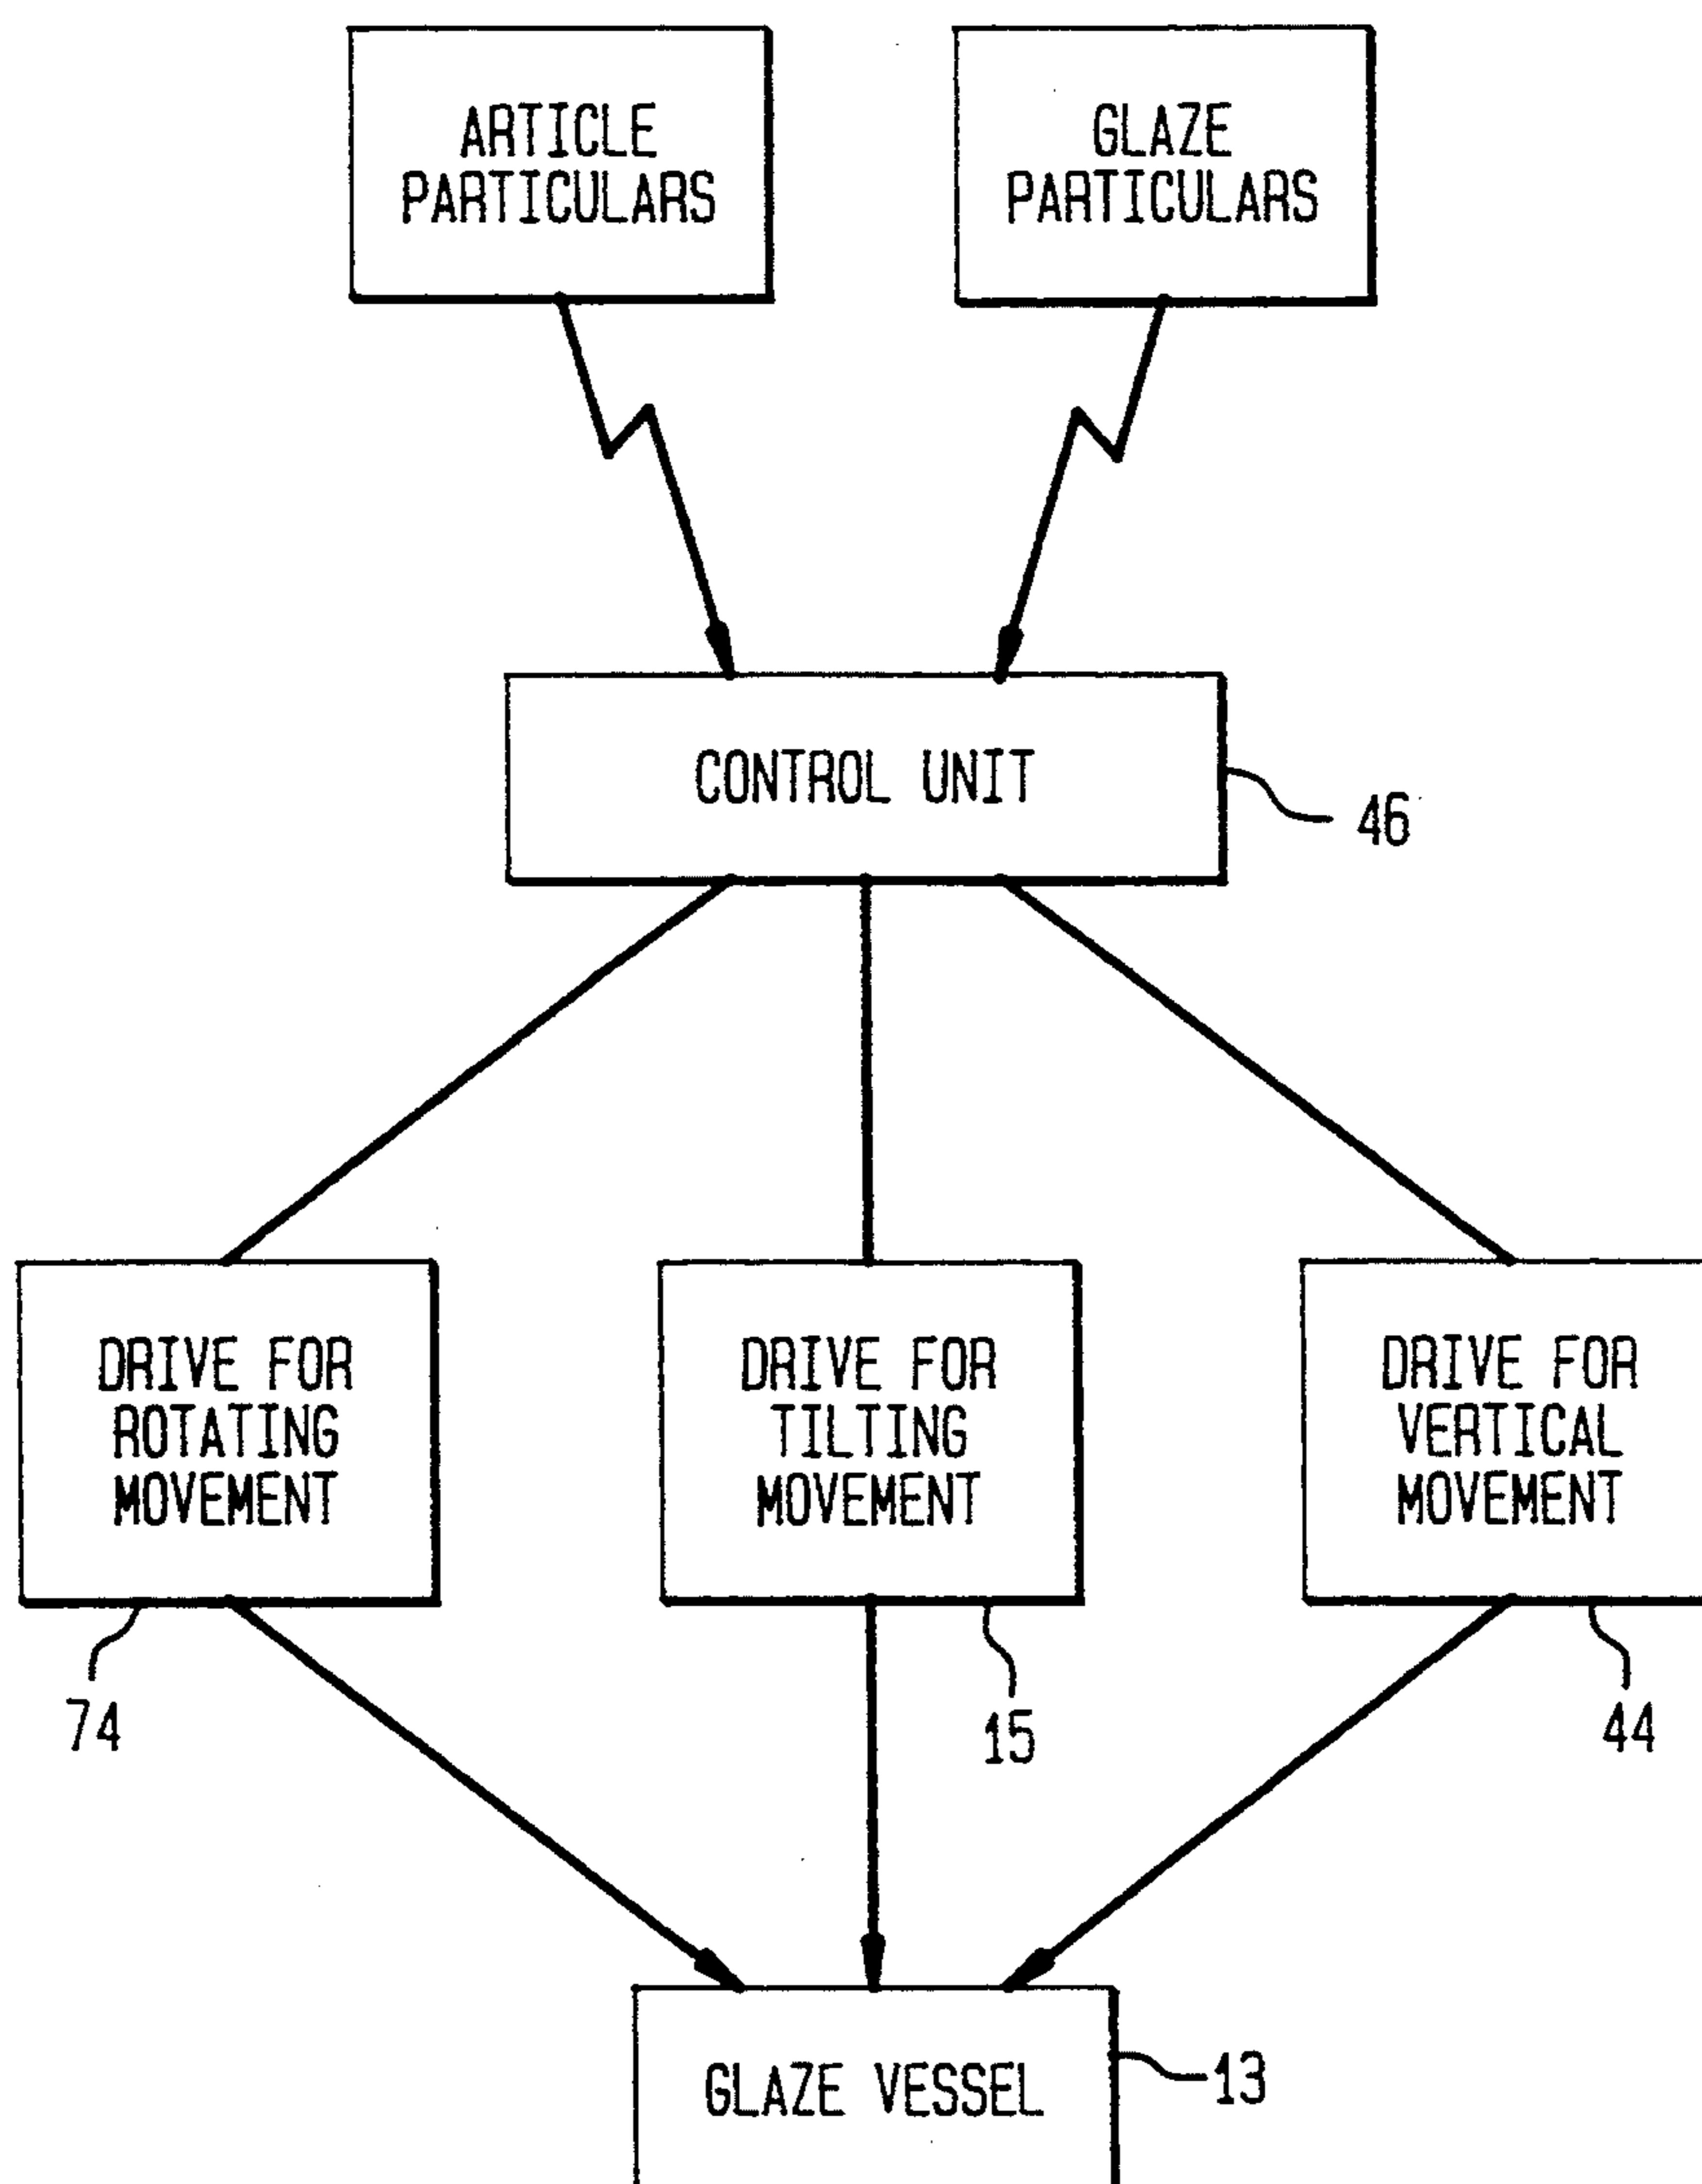 ARTICLE
PARTICULARS
GLAZE
PARTICULARS
CONTROL UNIT
46
DRIVE FOR
ROTATING
MOVEMENT
DRIVE FOR
TILTING
MOVEMENT
DRIVE FOR
VERTICAL
MOVEMENT
74
15
44
GLAZE VESSEL
13